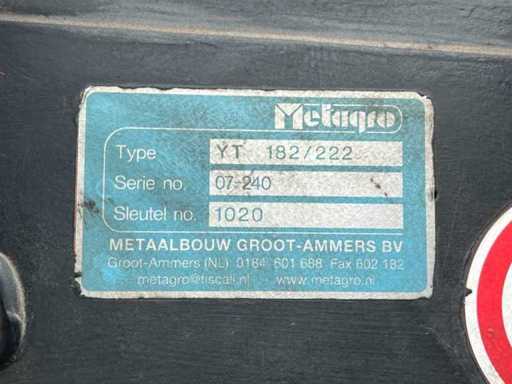 Metagro
Type YT 182/222
Serie no. 07-240
Sleutel no. 1020
METAALBOUW GROOT-AMMERS BV
Groot-Ammers (NL) 0184 601 688 Fax 602 182
metagro@tiscali.nl www.metagro.nl